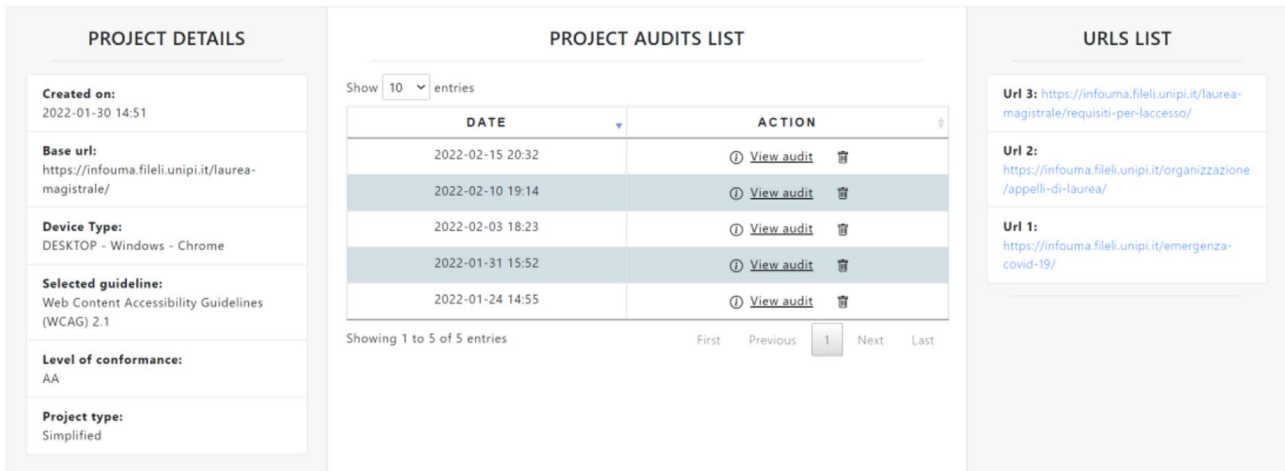 PROJECT DETAILS
Created on:
2022-01-30 14:51
Base url:
https://infouma.fileli.unipi.it/laurea-
magistrale/
Device Type:
DESKTOP - Windows - Chrome
Selected guideline:
Web Content Accessibility Guidelines
(WCAG) 2.1
Level of conformance:
AA
Project type:
Simplified
PROJECT AUDITS LIST
Show 10 entries
DATE ACTION
2022-02-15 20:32 View audit
2022-02-10 19:14 View audit
2022-02-03 18:23 View audit
2022-01-31 15:52 View audit
2022-01-24 14:55 View audit
Showing 1 to 5 of 5 entries First Previous 1 Next Last
URLS LIST
Url 3: https://infouma.fileli.unipi.it/laurea-
magistrale/requisiti-per-laccesso/
Url 2:
https://infouma.fileli.unipi.it/organizzazione
/appelli-di-laurea/
Url 1:
https://infouma.fileli.unipi.it/emergenza-
covid-19/